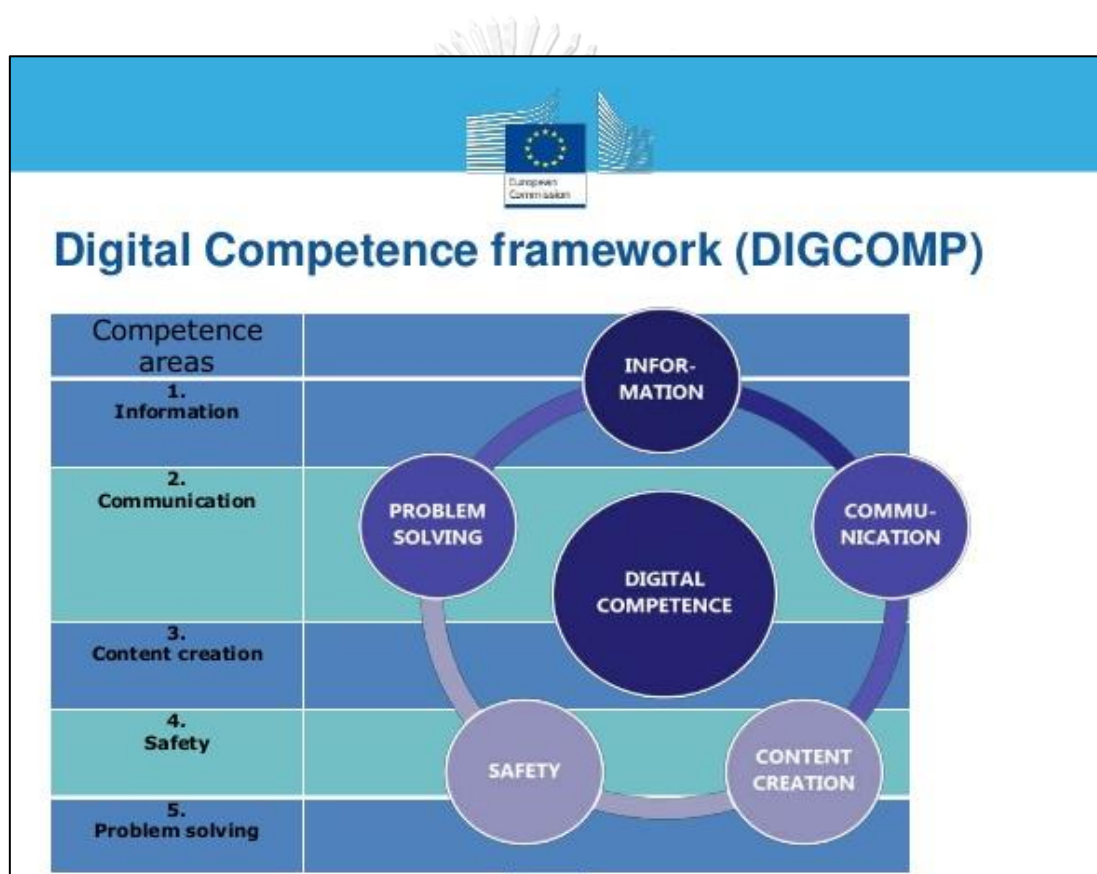 European
Commission
Digital Competence framework (DIGCOMP)
Competence
areas
1.
Information
2.
Communication
3.
Content creation
4.
Safety
5.
Problem solving
INFOR-
MATION
PROBLEM
SOLVING
COMMU-
NICATION
DIGITAL
COMPETENCE
SAFETY
CONTENT
CREATION